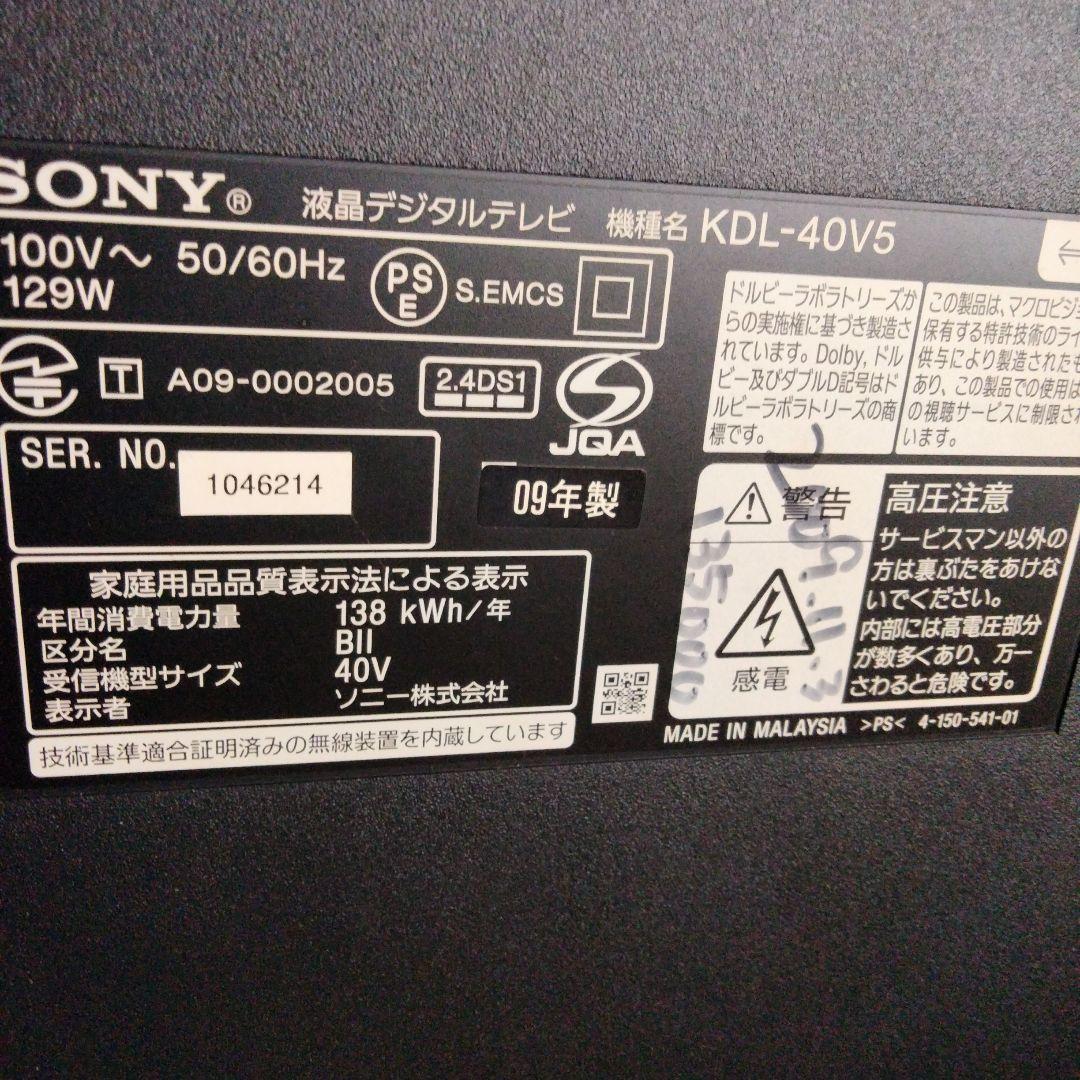 SONY® 液晶デジタルテレビ 機種名 KDL-40V5
100V～ 50/60Hz
129W
PSE S.EMCS
T A09-0002005 2.4DS1
JQA
SER. NO. 1046214
09年製
家庭用品品質表示法による表示
年間消費電力量 138 kWh/年
区分名 BII
受信機型サイズ 40V
表示者 ソニー株式会社
技術基準適合証明済みの無線装置を内蔵しています
ドルビーラボラトリーズか
らの実施権に基づき製造さ
れています。Dolby、ドル
ビー及びダブルD記号はド
ルビーラボラトリーズの商
標です。
この製品は、マクロビジョ
保有する特許技術のライ
供与により製造されたも
あり、この製品での使用は
の視聴サービスに制限され
います。
警告
感電
高圧注意
サービスマン以外の
方は裏ぶたをあけな
いでください。
内部には高電圧部分
が数多くあり、万一
さわると危険です。
135000
MADE IN MALAYSIA >PS< 4-150-541-01